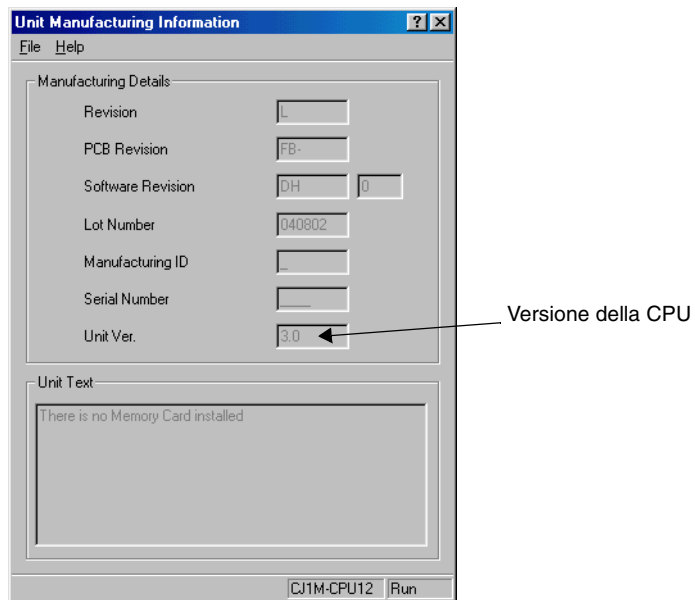 Unit Manufacturing Information
File Help
Manufacturing Details
Revision L
PCB Revision FB-
Software Revision DH 0
Lot Number 040802
Manufacturing ID _
Serial Number ____
Unit Ver. 3.0
Versione della CPU
Unit Text
There is no Memory Card installed
CJ1M-CPU12 Run